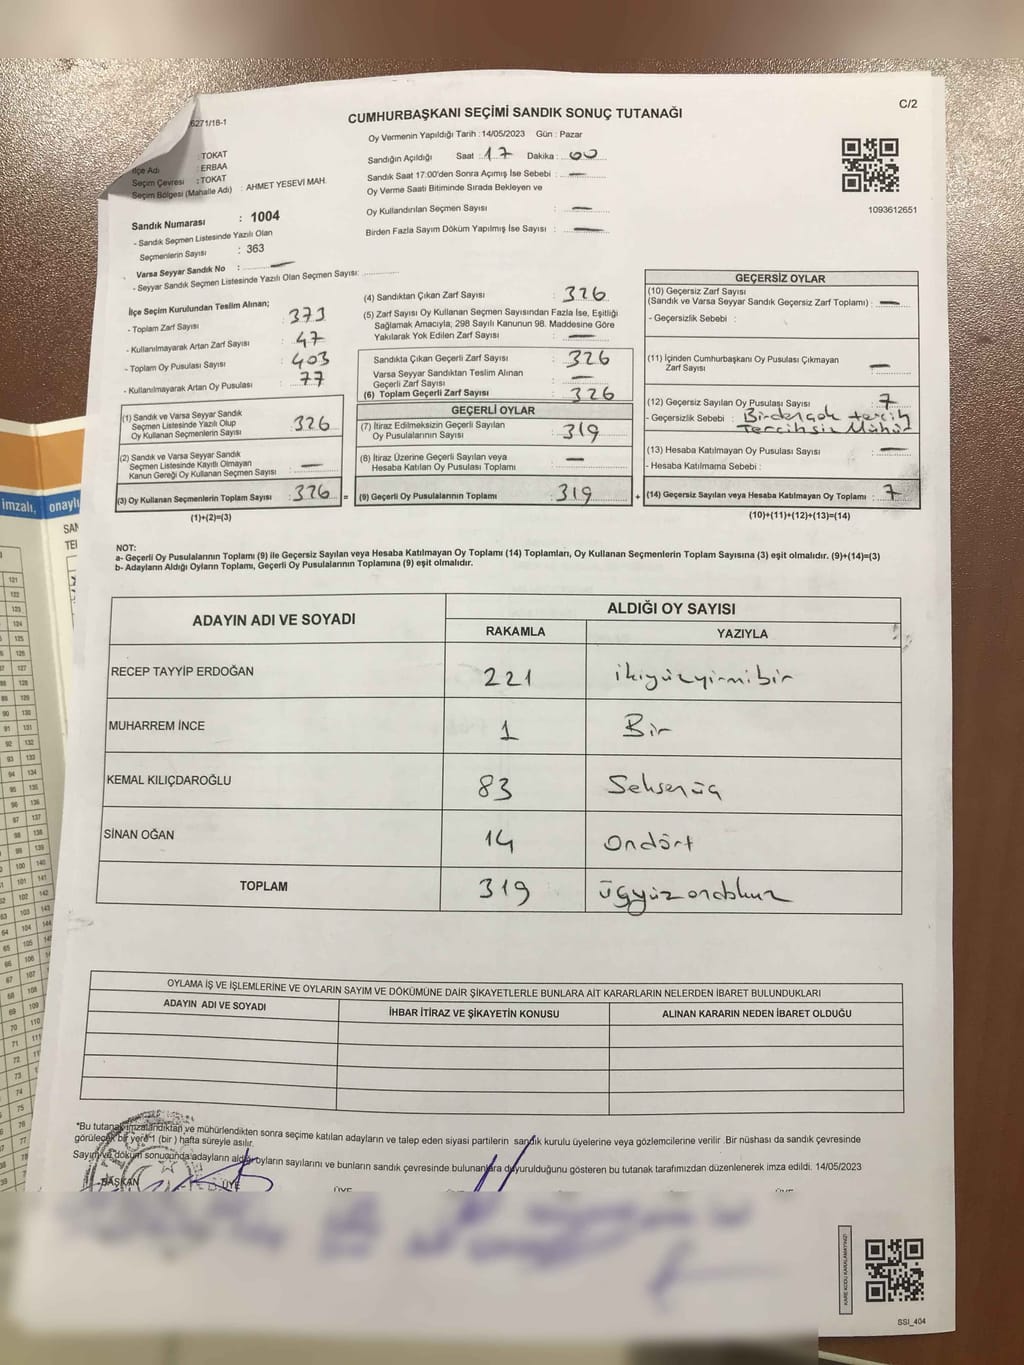 C/2
CUMHURBAŞKANI SEÇİMİ SANDIK SONUÇ TUTANAĞI
6271/18-1
: TOKAT
İlçe Adı : ERBAA
Seçim Çevresi : TOKAT
Seçim Bölgesi (Mahalle Adı) : AHMET YESEVİ MAH.
Sandık Numarası : 1004
- Sandık Seçmen Listesinde Yazılı Olan
Seçmenlerin Sayısı : 363
Varsa Seyyar Sandık No : —
- Seyyar Sandık Seçmen Listesinde Yazılı Olan Seçmen Sayısı:
Oy Vermenin Yapıldığı Tarih : 14/05/2023 Gün : Pazar
Sandığın Açıldığı Saat : 17 Dakika : 00
Sandık Saat 17:00'den Sonra Açımış İse Sebebi : —
Oy Verme Saati Bitiminde Sırada Bekleyen ve
Oy Kullandırılan Seçmen Sayısı : —
Birden Fazla Sayım Döküm Yapılmış İse Sayısı : —
1093612651
İlçe Seçim Kurulundan Teslim Alınan;
- Toplam Zarf Sayısı : 373
- Kullanılmayarak Artan Zarf Sayısı : 47
- Toplam Oy Pusulası Sayısı : 403
- Kullanılmayarak Artan Oy Pusulası : 77
(1) Sandık ve Varsa Seyyar Sandık
Seçmen Listesinde Yazılı Olup
Oy Kullanan Seçmenlerin Sayısı : 326
(2) Sandık ve Varsa Seyyar Sandık
Seçmen Listesinde Kayıtlı Olmayan
Kanun Gereği Oy Kullanan Seçmen Sayısı : —
(3) Oy Kullanan Seçmenlerin Toplam Sayısı : 326 =
(1)+(2)=(3)
(4) Sandıktan Çıkan Zarf Sayısı : 326
(5) Zarf Sayısı Oy Kullanan Seçmen Sayısından Fazla İse, Eşitliği
Sağlamak Amacıyla, 298 Sayılı Kanunun 98. Maddesine Göre
Yakılarak Yok Edilen Zarf Sayısı : —
Sandıkta Çıkan Geçerli Zarf Sayısı : 326
Varsa Seyyar Sandıktan Teslim Alınan
Geçerli Zarf Sayısı : —
(6) Toplam Geçerli Zarf Sayısı : 326
GEÇERLİ OYLAR
(7) İtiraz Edilmeksizin Geçerli Sayılan
Oy Pusulalarının Sayısı : 319
(8) İtiraz Üzerine Geçerli Sayılan veya
Hesaba Katılan Oy Pusulası Toplamı : —
(9) Geçerli Oy Pusulalarının Toplamı : 319 +
GEÇERSİZ OYLAR
(10) Geçersiz Zarf Sayısı
(Sandık ve Varsa Seyyar Sandık Geçersiz Zarf Toplamı) : —
- Geçersizlik Sebebi :
(11) İçinden Cumhurbaşkanı Oy Pusulası Çıkmayan
Zarf Sayısı : —
(12) Geçersiz Sayılan Oy Pusulası Sayısı : 7
- Geçersizlik Sebebi : Birdençok tercih
Tercihsiz Mühür
(13) Hesaba Katılmayan Oy Pusulası Sayısı : —
- Hesaba Katılmama Sebebi :
(14) Geçersiz Sayılan veya Hesaba Katılmayan Oy Toplamı : 7
(10)+(11)+(12)+(13)=(14)
NOT:
a- Geçerli Oy Pusulalarının Toplamı (9) ile Geçersiz Sayılan veya Hesaba Katılmayan Oy Toplamı (14) Toplamları, Oy Kullanan Seçmenlerin Toplam Sayısına (3) eşit olmalıdır. (9)+(14)=(3)
b- Adayların Aldığı Oyların Toplamı, Geçerli Oy Pusulalarının Toplamına (9) eşit olmalıdır.
ADAYIN ADI VE SOYADI ALDIĞI OY SAYISI
RAKAMLA YAZIYLA
RECEP TAYYİP ERDOĞAN 221 ikiyüzyirmibir
MUHARREM İNCE 1 Bir
KEMAL KILIÇDAROĞLU 83 Seksenüç
SİNAN OĞAN 14 Ondört
TOPLAM 319 üçyüzondokuz
OYLAMA İŞ VE İŞLEMLERİNE VE OYLARIN SAYIM VE DÖKÜMÜNE DAİR ŞİKAYETLERLE BUNLARA AİT KARARLARIN NELERDEN İBARET BULUNDUKLARI
ADAYIN ADI VE SOYADI İHBAR İTİRAZ VE ŞİKAYETİN KONUSU ALINAN KARARIN NEDEN İBARET OLDUĞU
*Bu tutanak imzalandıktan ve mühürlendikten sonra seçime katılan adayların ve talep eden siyasi partilerin sandık kurulu üyelerine veya gözlemcilerine verilir. Bir nüshası da sandık çevresinde
görülecek bir yere 1 (bir) hafta süreyle asılır.
Sayım ve döküm sonucunda adayların aldığı oyların sayılarını ve bunların sandık çevresinde bulunanlara duyurulduğunu gösteren bu tutanak tarafımızdan düzenlenerek imza edildi. 14/05/2023
BAŞKAN ÜYE ÜYE ÜYE
SSI_404
imzalı, onaylı